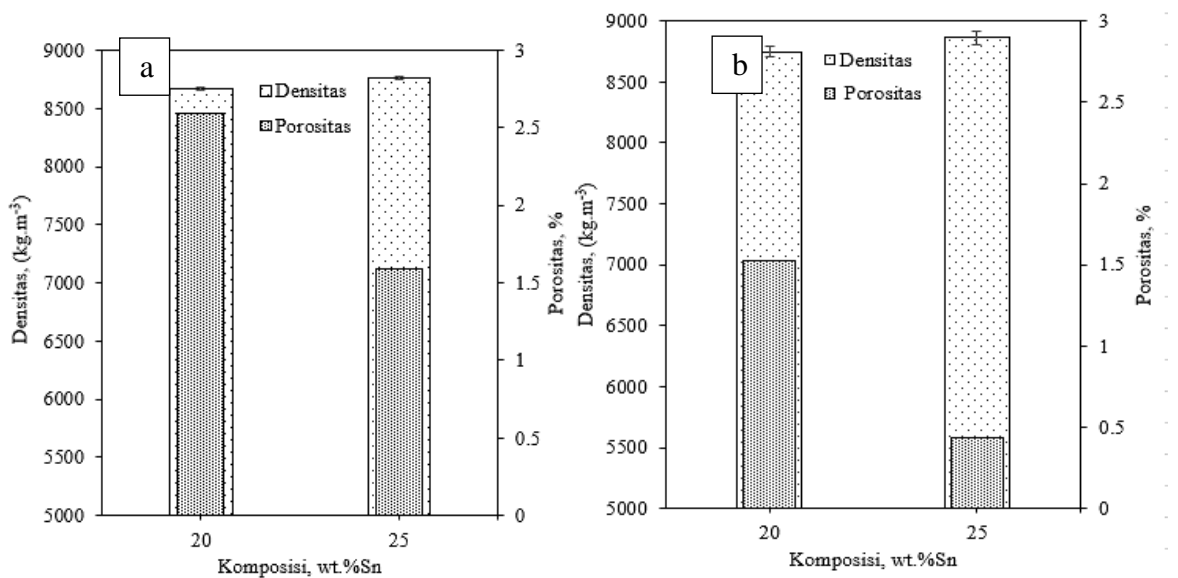 a
9000
8500
8000
7500
7000
6500
6000
5500
5000
Densitas, (kg.m-3)
Densitas
Porositas
3
2.5
2
1.5
1
0.5
0
Porositas, %
20 25
Komposisi, wt.%Sn
b
9000
8500
8000
7500
7000
6500
6000
5500
5000
Densitas, (kg.m-3)
Densitas
Porositas
3
2.5
2
1.5
1
0.5
0
Porositas, %
20 25
Komposisi, wt.%Sn